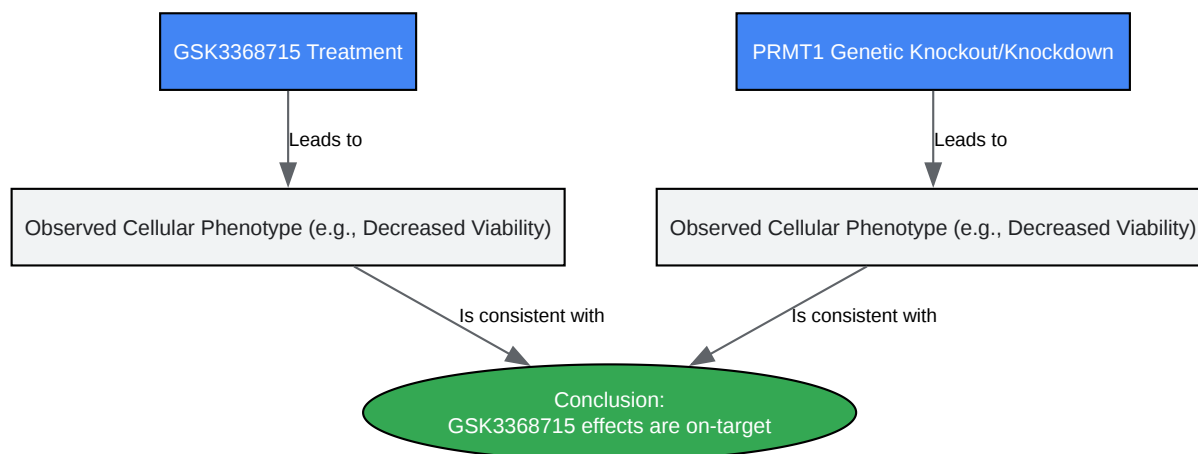 GSK3368715 Treatment
PRMT1 Genetic Knockout/Knockdown
Leads to
Leads to
Observed Cellular Phenotype (e.g., Decreased Viability)
Observed Cellular Phenotype (e.g., Decreased Viability)
Is consistent with
Is consistent with
Conclusion:
GSK3368715 effects are on-target